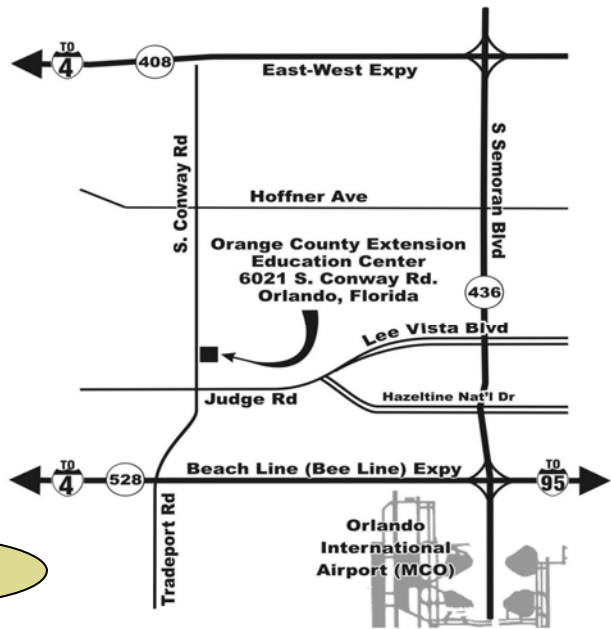 TO
4
408
East-West Expy
S. Conway Rd
S Semoran Blvd
Hoffner Ave
Orange County Extension
Education Center
6021 S. Conway Rd.
Orlando, Florida
436
Lee Vista Blvd
Judge Rd
Hazeltine Nat'l Dr
TO
4
528
Beach Line (Bee Line) Expy
TO
95
Tradeport Rd
Orlando
International
Airport (MCO)